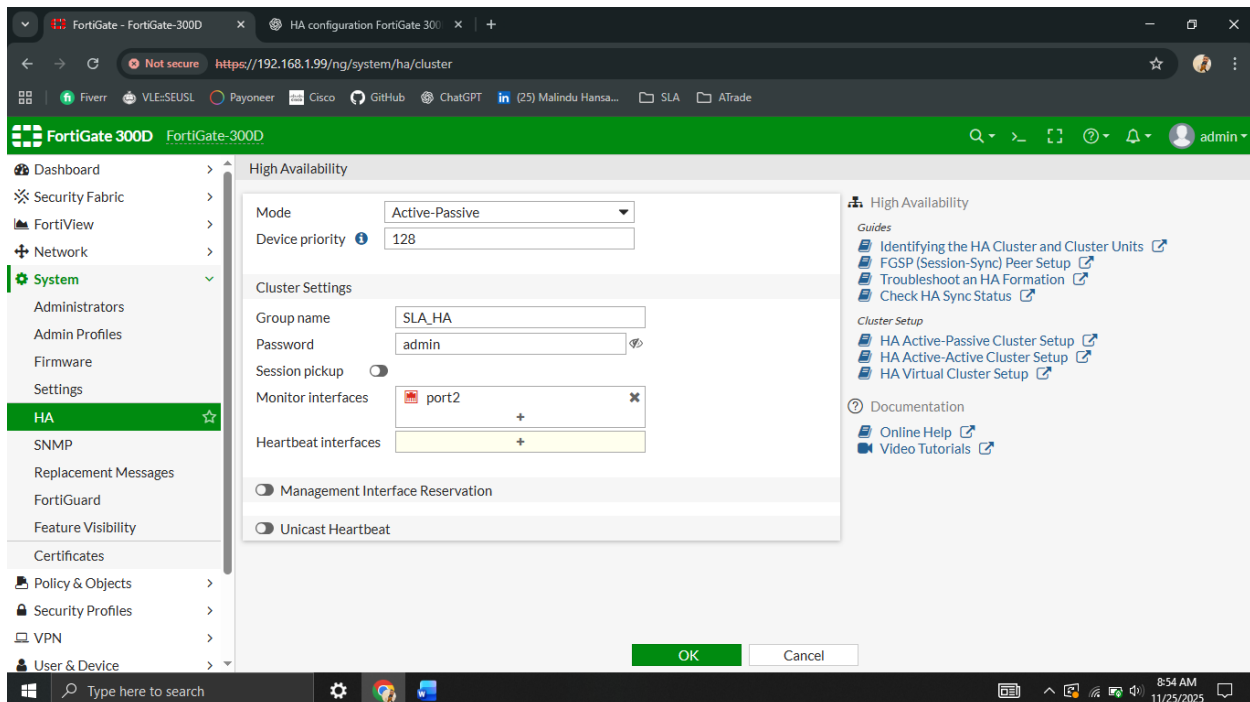 FortiGate - FortiGate-300D
HA configuration FortiGate 300
Not secure https://192.168.1.99/ng/system/ha/cluster
Fiverr VLE::SEUSL Payoneer Cisco GitHub ChatGPT (25) Malindu Hansa... SLA ATrade
FortiGate 300D FortiGate-300D admin
Dashboard
Security Fabric
FortiView
Network
System
Administrators
Admin Profiles
Firmware
Settings
HA
SNMP
Replacement Messages
FortiGuard
Feature Visibility
Certificates
Policy & Objects
Security Profiles
VPN
User & Device
High Availability
Mode Active-Passive
Device priority 128
Cluster Settings
Group name SLA_HA
Password admin
Session pickup
Monitor interfaces port2
+
Heartbeat interfaces +
Management Interface Reservation
Unicast Heartbeat
OK Cancel
High Availability
Guides
Identifying the HA Cluster and Cluster Units
FGSP (Session-Sync) Peer Setup
Troubleshoot an HA Formation
Check HA Sync Status
Cluster Setup
HA Active-Passive Cluster Setup
HA Active-Active Cluster Setup
HA Virtual Cluster Setup
Documentation
Online Help
Video Tutorials
Type here to search
8:54 AM
11/25/2025